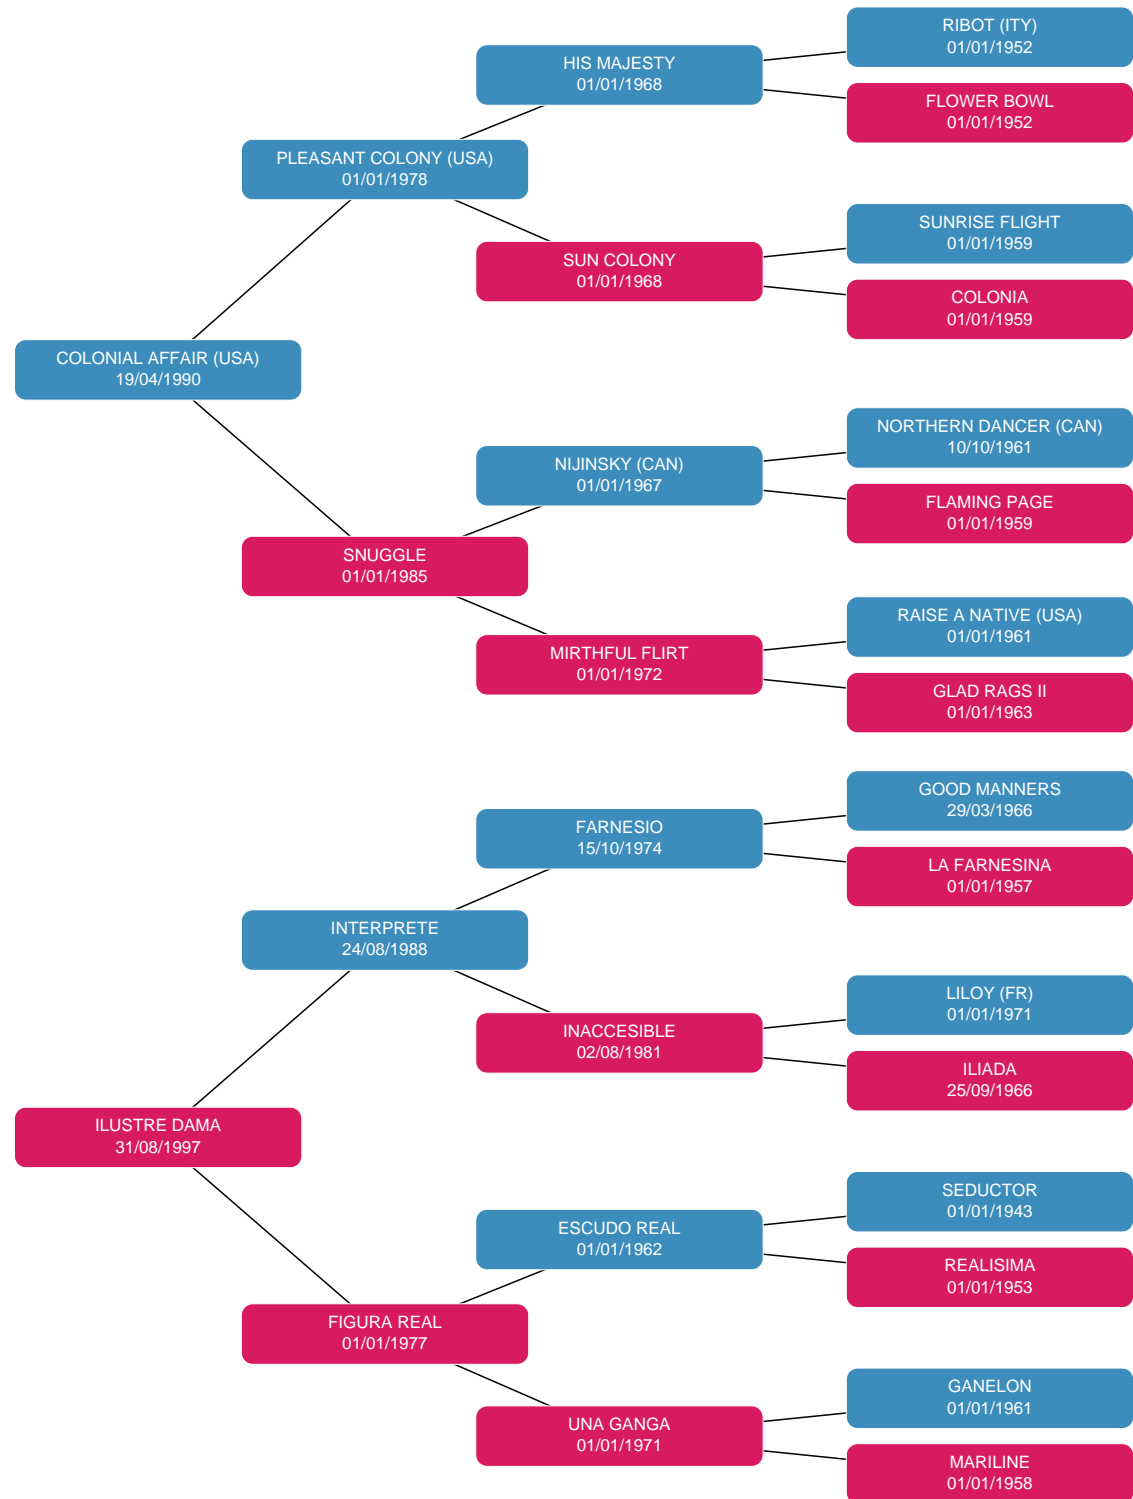 RIBOT (ITY)
01/01/1952
HIS MAJESTY
01/01/1968
FLOWER BOWL
01/01/1952
PLEASANT COLONY (USA)
01/01/1978
SUNRISE FLIGHT
01/01/1959
SUN COLONY
01/01/1968
COLONIA
01/01/1959
COLONIAL AFFAIR (USA)
19/04/1990
NORTHERN DANCER (CAN)
10/10/1961
NIJINSKY (CAN)
01/01/1967
FLAMING PAGE
01/01/1959
SNUGGLE
01/01/1985
RAISE A NATIVE (USA)
01/01/1961
MIRTHFUL FLIRT
01/01/1972
GLAD RAGS II
01/01/1963
GOOD MANNERS
29/03/1966
FARNESIO
15/10/1974
LA FARNESINA
01/01/1957
INTERPRETE
24/08/1988
LILOY (FR)
01/01/1971
INACCESIBLE
02/08/1981
ILIADA
25/09/1966
ILUSTRE DAMA
31/08/1997
SEDUCTOR
01/01/1943
ESCUDO REAL
01/01/1962
REALISIMA
01/01/1953
FIGURA REAL
01/01/1977
GANELON
01/01/1961
UNA GANGA
01/01/1971
MARILINE
01/01/1958